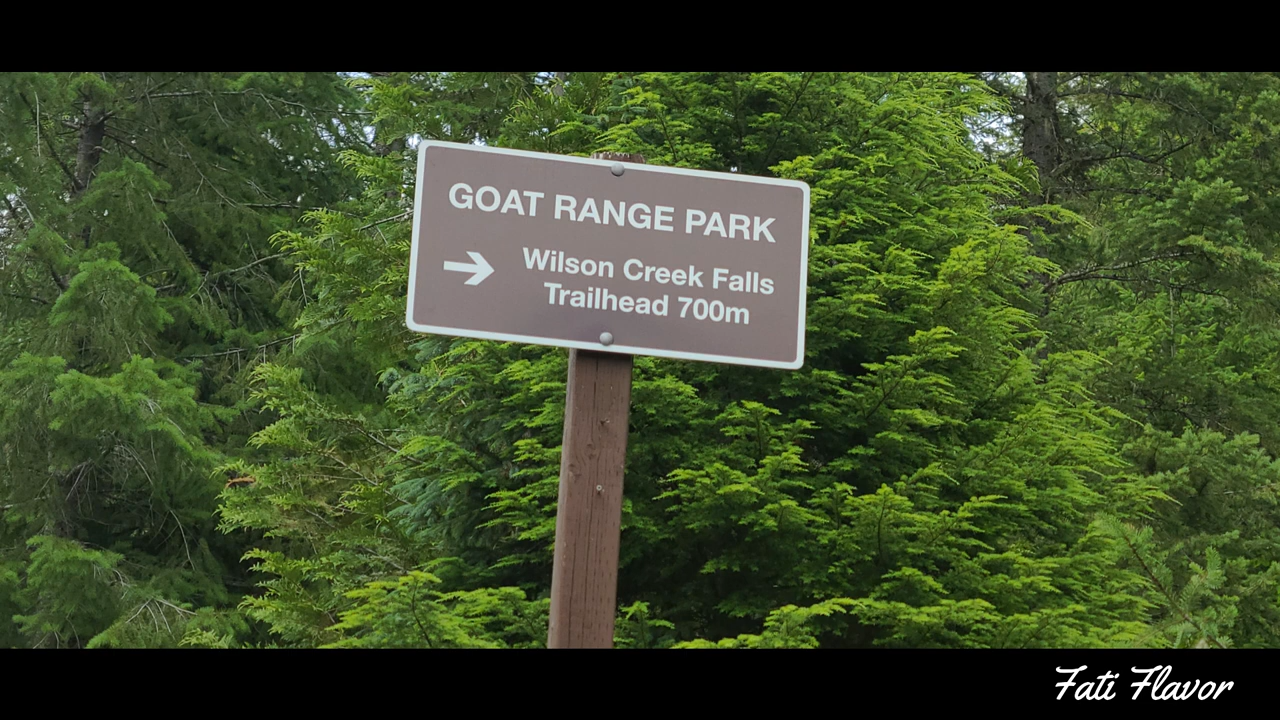 GOAT RANGE PARK
Wilson Creek Falls
Trailhead 700m
Fati Flavor